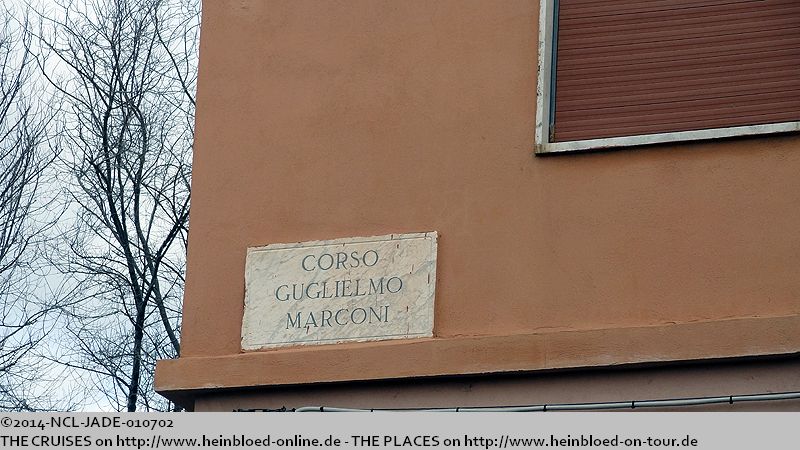 CORSO
GUGLIELMO
MARCONI
©2014-NCL-JADE-010702
THE CRUISES on http://www.heinbloed-online.de - THE PLACES on http://www.heinbloed-on-tour.de